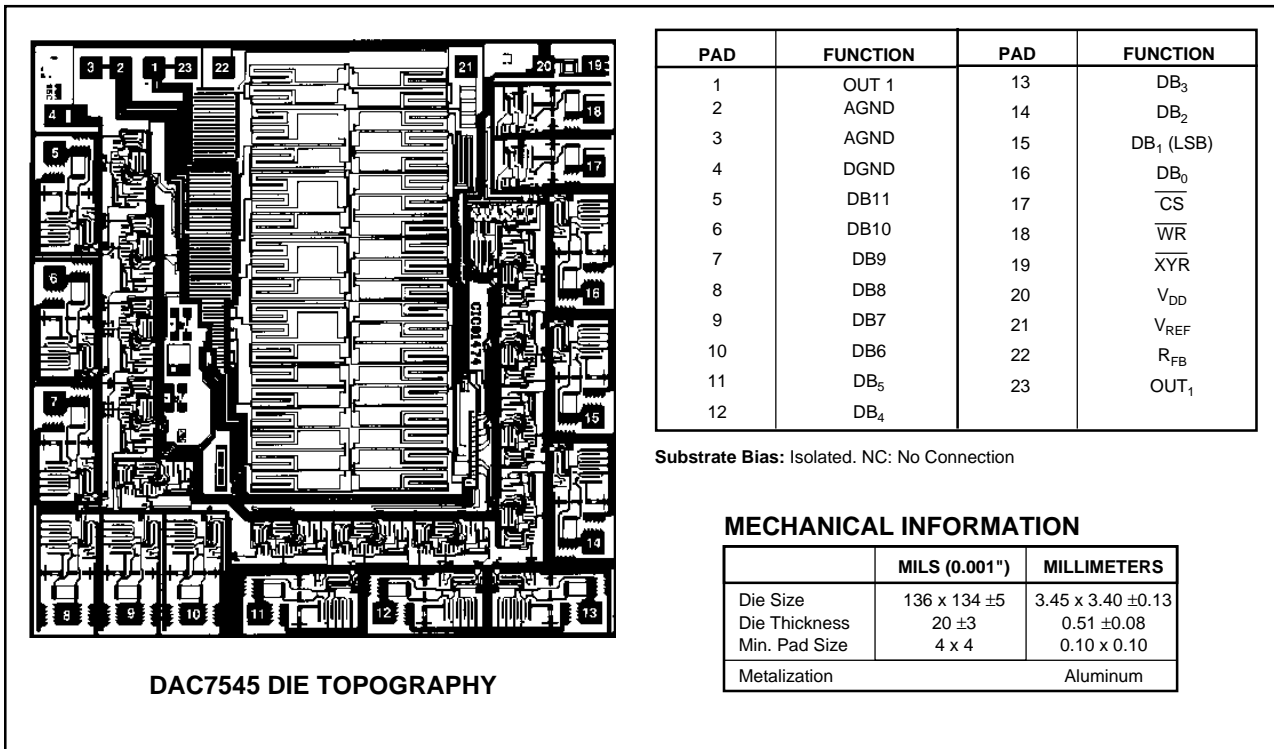 3 2 1 23 22 21 20 19
4 18
5 17
6 16
7 15
14
8 9 10 11 12 13
DAC7545 DIE TOPOGRAPHY
PAD FUNCTION PAD FUNCTION
1 OUT 1 13 DB₃
2 AGND 14 DB₂
3 AGND 15 DB₁ (LSB)
4 DGND 16 DB₀
5 DB11 17 C̅S̅
6 DB10 18 W̅R̅
7 DB9 19 X̅Y̅R̅
8 DB8 20 V_DD
9 DB7 21 V_REF
10 DB6 22 R_FB
11 DB₅ 23 OUT₁
12 DB₄
Substrate Bias: Isolated. NC: No Connection
MECHANICAL INFORMATION
MILS (0.001") MILLIMETERS
Die Size 136 x 134 ±5 3.45 x 3.40 ±0.13
Die Thickness 20 ±3 0.51 ±0.08
Min. Pad Size 4 x 4 0.10 x 0.10
Metalization Aluminum